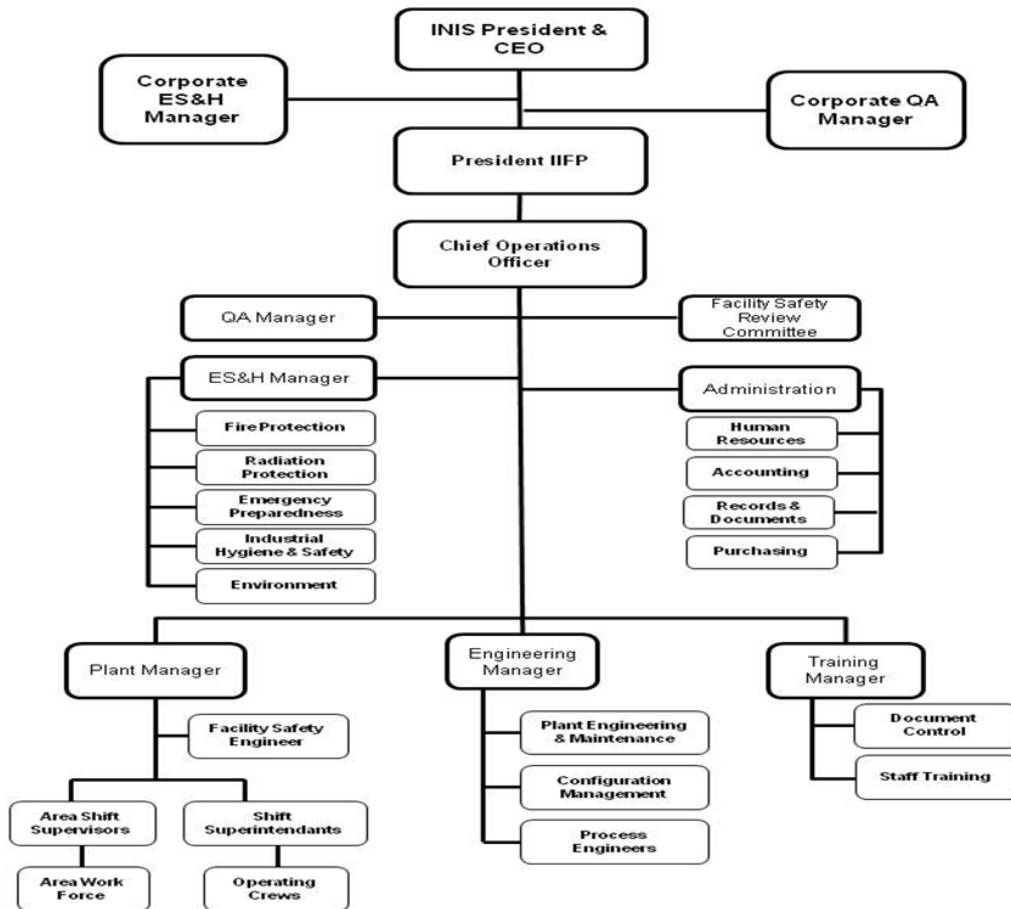 INIS President &
CEO
Corporate
ES&H
Manager
Corporate QA
Manager
President IIFP
Chief Operations
Officer
QA Manager
Facility Safety
Review
Committee
ES&H Manager
Administration
Fire Protection
Radiation
Protection
Emergency
Preparedness
Industrial
Hygiene & Safety
Environment
Human
Resources
Accounting
Records &
Documents
Purchasing
Plant Manager
Engineering
Manager
Training
Manager
Facility Safety
Engineer
Area Shift
Supervisors
Shift
Superintendants
Area Work
Force
Operating
Crews
Plant Engineering
& Maintenance
Configuration
Management
Process
Engineers
Document
Control
Staff Training